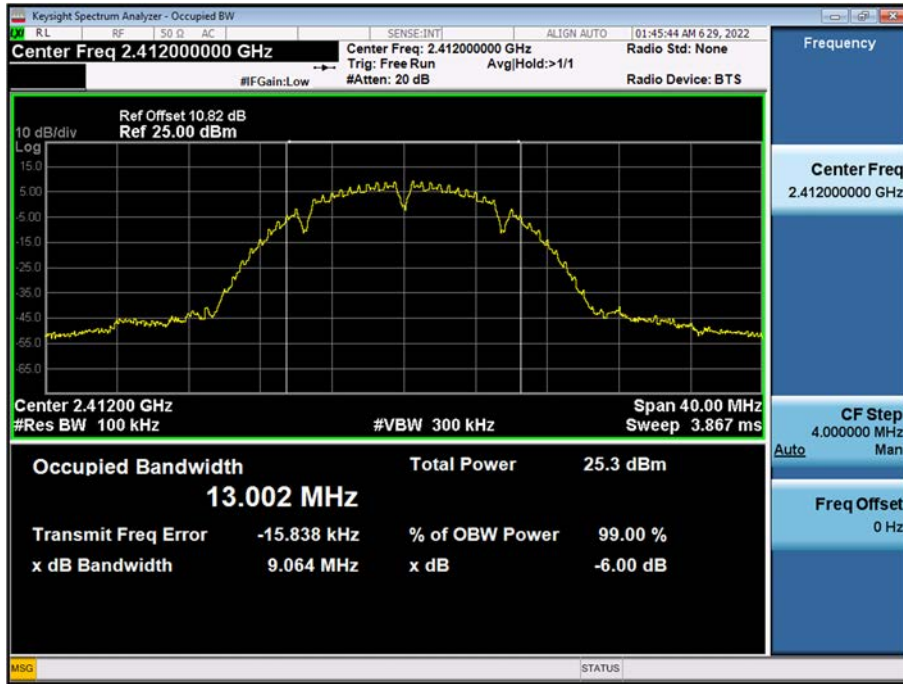 Keysight Spectrum Analyzer - Occupied BW
RL RF 50 Ω AC SENSE:INT ALIGN AUTO 01:45:44 AM 6 29, 2022
Center Freq 2.412000000 GHz
Center Freq: 2.412000000 GHz
Radio Std: None
Trig: Free Run Avg|Hold:>1/1
#IFGain:Low
#Atten: 20 dB
Radio Device: BTS
Frequency
Ref Offset 10.82 dB
10 dB/div Ref 25.00 dBm
Log
15.0
5.00
-5.00
-15.0
-25.0
-35.0
-45.0
-55.0
-65.0
Center 2.41200 GHz Span 40.00 MHz
#Res BW 100 kHz #VBW 300 kHz Sweep 3.867 ms
Occupied Bandwidth Total Power 25.3 dBm
13.002 MHz
Transmit Freq Error -15.838 kHz % of OBW Power 99.00 %
x dB Bandwidth 9.064 MHz x dB -6.00 dB
Center Freq
2.412000000 GHz
CF Step
4.000000 MHz
Auto Man
Freq Offset
0 Hz
MSG STATUS